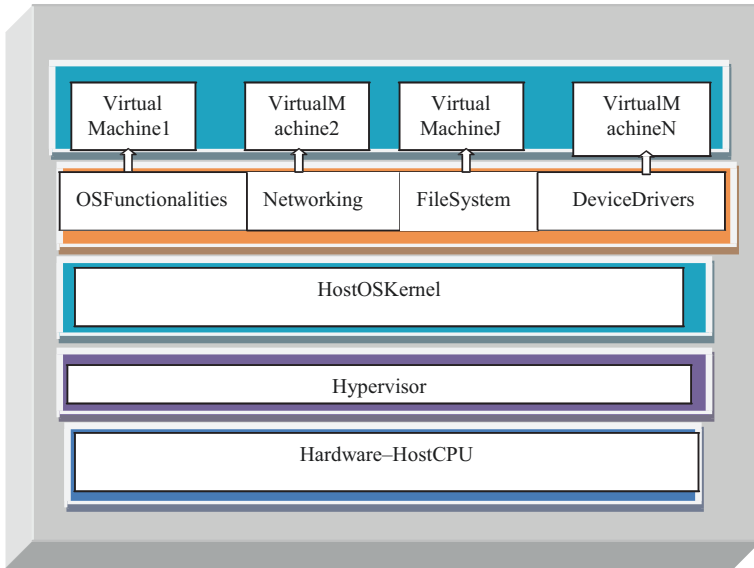 Virtual
Machine1
VirtualM
achine2
Virtual
MachineJ
VirtualM
achineN
OSFunctionalities
Networking
FileSystem
DeviceDrivers
HostOSKernel
Hypervisor
Hardware–HostCPU